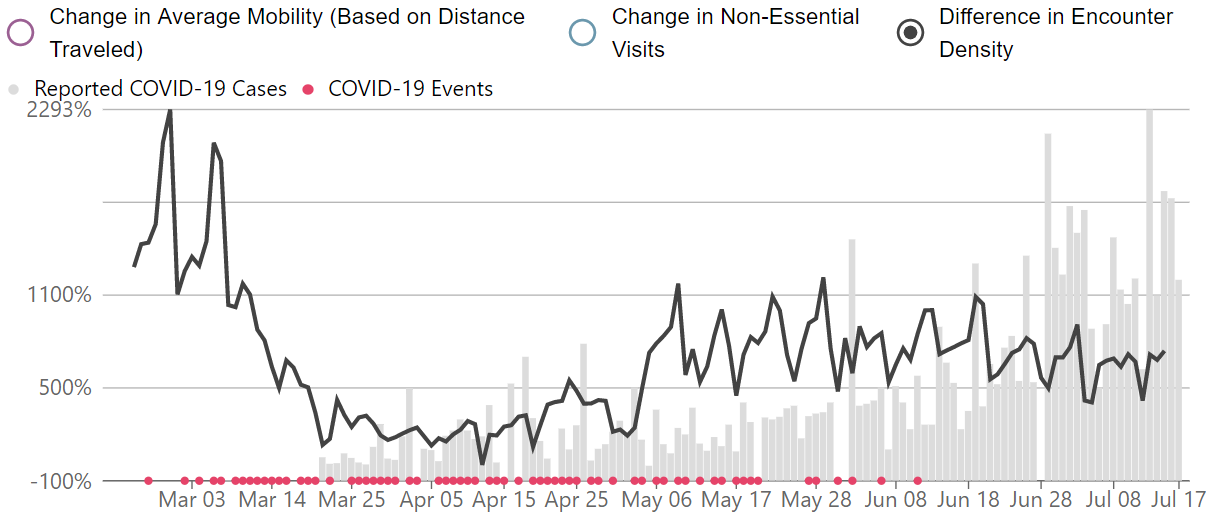 Change in Average Mobility (Based on Distance Traveled)
Change in Non-Essential Visits
Difference in Encounter Density
Reported COVID-19 Cases
COVID-19 Events
2293%
1100%
500%
-100%
Mar 03 Mar 14 Mar 25 Apr 05 Apr 15 Apr 25 May 06 May 17 May 28 Jun 08 Jun 18 Jun 28 Jul 08 Jul 17